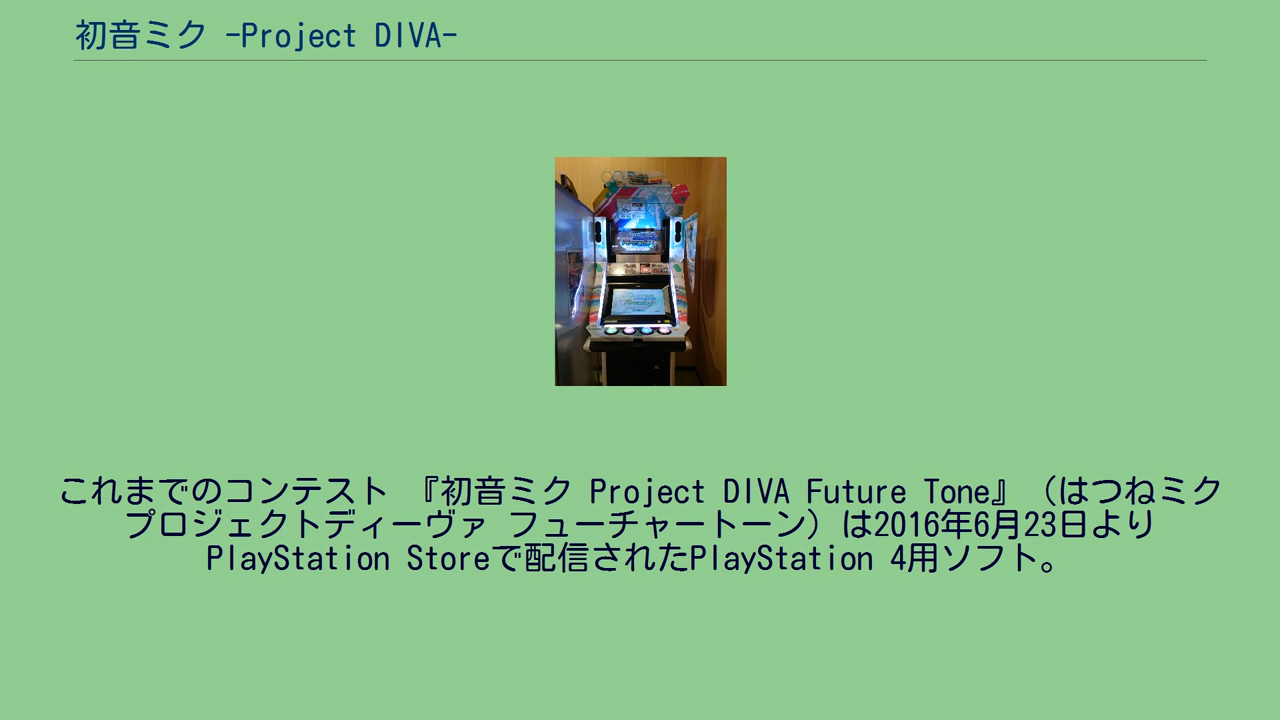 初音ミク -Project DIVA-
これまでのコンテスト 『初音ミク Project DIVA Future Tone』（はつねミク
プロジェクトディーヴァ フューチャートーン）は2016年6月23日より
PlayStation Storeで配信されたPlayStation 4用ソフト。